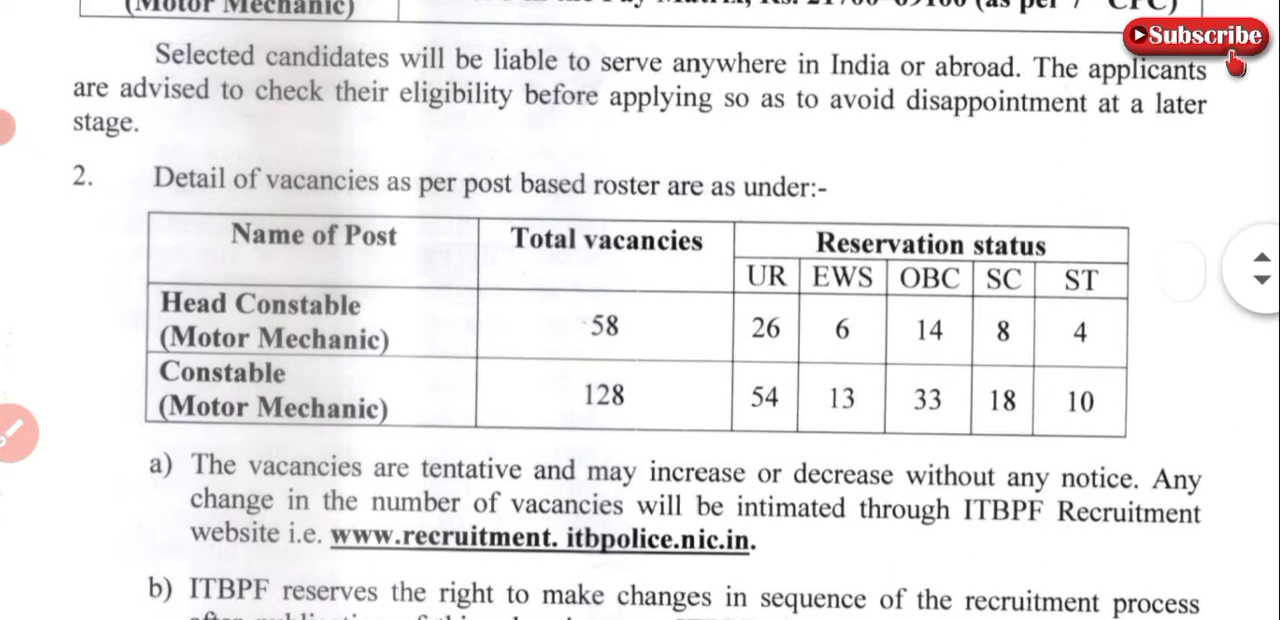 (Motor Mechanic)
Subscribe
Selected candidates will be liable to serve anywhere in India or abroad. The applicants
are advised to check their eligibility before applying so as to avoid disappointment at a later
stage.
2. Detail of vacancies as per post based roster are as under:-
Name of Post Total vacancies Reservation status
UR EWS OBC SC ST
Head Constable
(Motor Mechanic) 58 26 6 14 8 4
Constable
(Motor Mechanic) 128 54 13 33 18 10
a) The vacancies are tentative and may increase or decrease without any notice. Any
change in the number of vacancies will be intimated through ITBPF Recruitment
website i.e. www.recruitment. itbpolice.nic.in.
b) ITBPF reserves the right to make changes in sequence of the recruitment process